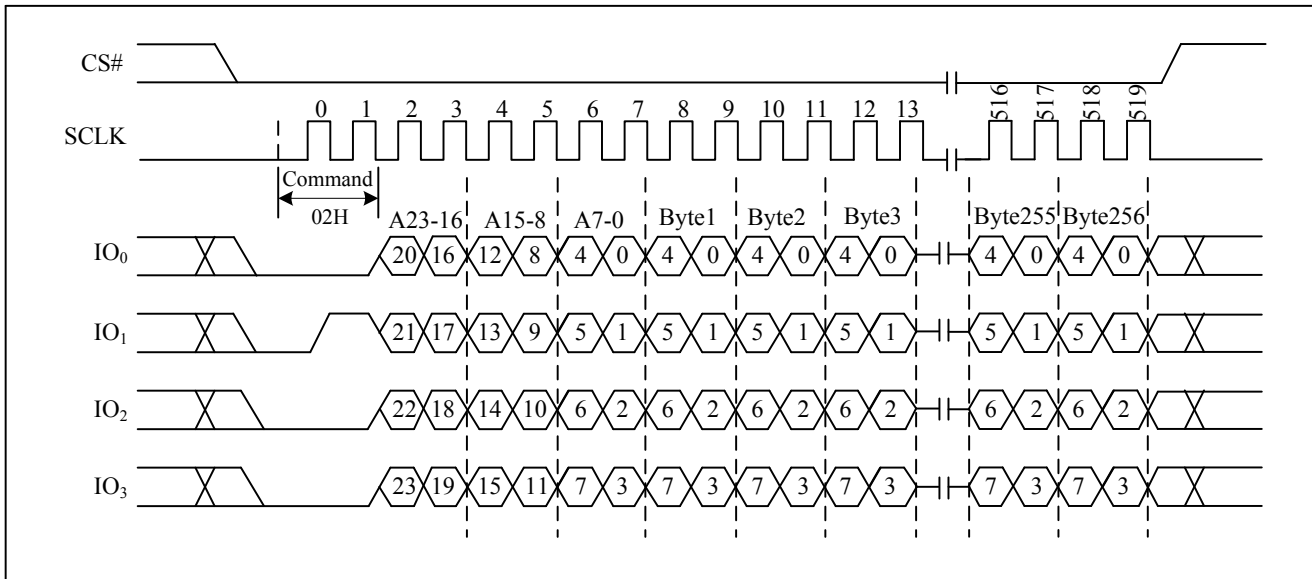 CS#
0 1 2 3 4 5 6 7 8 9 10 11 12 13 516 517 518 519
SCLK
Command
02H
A23-16 A15-8 A7-0 Byte1 Byte2 Byte3 Byte255 Byte256
IO0 20 16 12 8 4 0 4 0 4 0 4 0 4 0 4 0
IO1 21 17 13 9 5 1 5 1 5 1 5 1 5 1 5 1
IO2 22 18 14 10 6 2 6 2 6 2 6 2 6 2 6 2
IO3 23 19 15 11 7 3 7 3 7 3 7 3 7 3 7 3